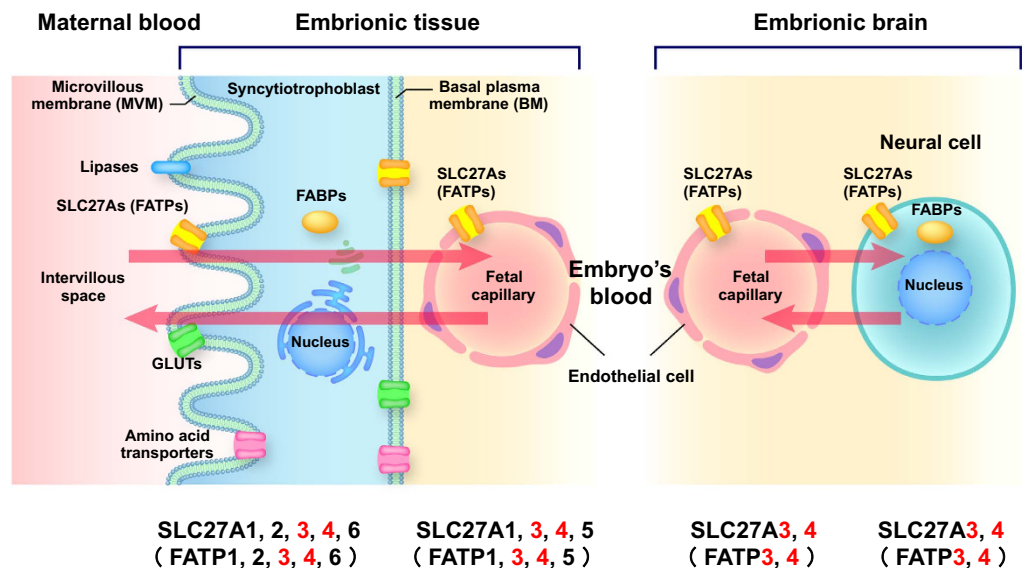 Maternal blood
Embrionic tissue
Embrionic brain
Microvillous
membrane (MVM)
Syncytiotrophoblast
Basal plasma
membrane (BM)
Lipases
SLC27As (FATPs)
FABPs
SLC27As
(FATPs)
SLC27As
(FATPs)
Neural cell
SLC27As
(FATPs)
FABPs
Intervillous
space
Fetal
capillary
Embryo's
blood
Fetal
capillary
Nucleus
Nucleus
GLUTs
Endothelial cell
Amino acid
transporters
SLC27A1, 2, 3, 4, 6
( FATP1, 2, 3, 4, 6 )
SLC27A1, 3, 4, 5
( FATP1, 3, 4, 5 )
SLC27A3, 4
( FATP3, 4 )
SLC27A3, 4
( FATP3, 4 )